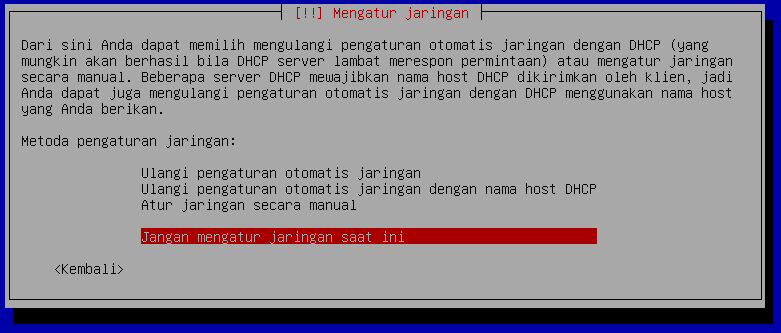 [!!] Mengatur jaringan
Dari sini Anda dapat memilih mengulangi pengaturan otomatis jaringan dengan DHCP (yang
mungkin akan berhasil bila DHCP server lambat merespon permintaan) atau mengatur jaringan
secara manual. Beberapa server DHCP mewajibkan nama host DHCP dikirimkan oleh klien, jadi
Anda dapat juga mengulangi pengaturan otomatis jaringan dengan DHCP menggunakan nama host
yang Anda berikan.
Metoda pengaturan jaringan:
Ulangi pengaturan otomatis jaringan
Ulangi pengaturan otomatis jaringan dengan nama host DHCP
Atur jaringan secara manual
Jangan mengatur jaringan saat ini
<Kembali>